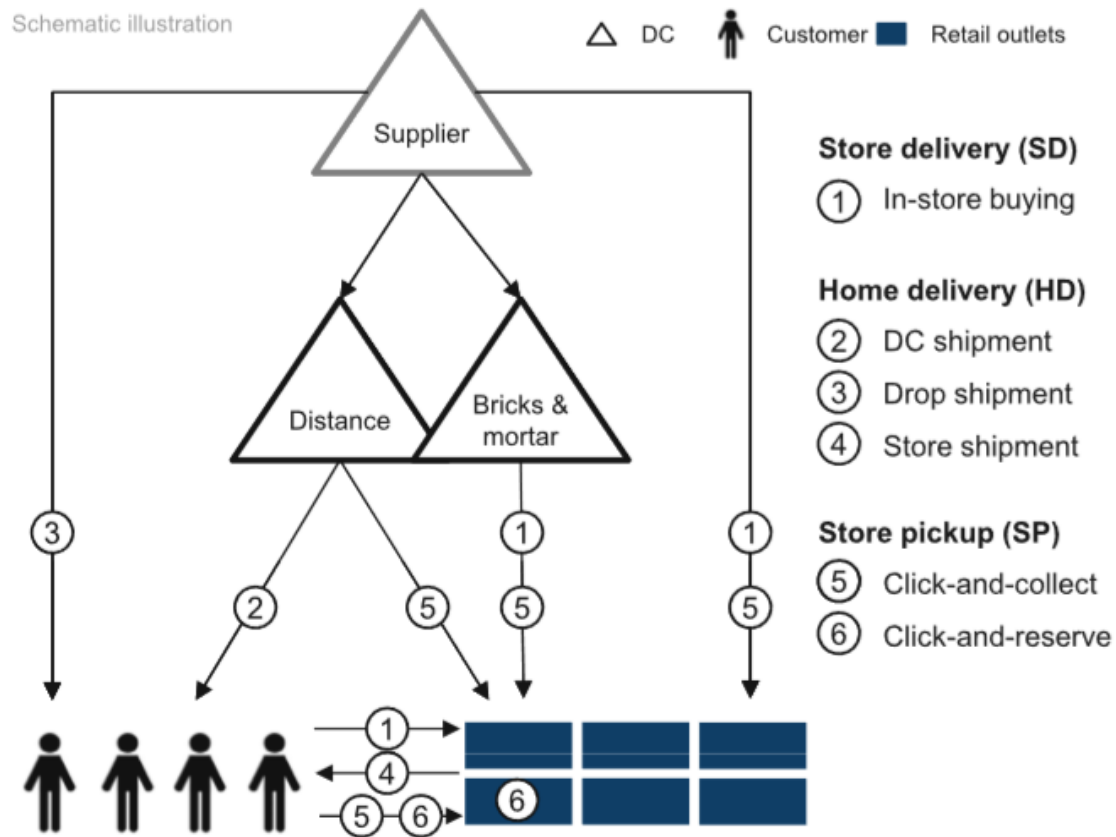 Schematic illustration
DC
Customer
Retail outlets
Supplier
Store delivery (SD)
1 In-store buying
Home delivery (HD)
2 DC shipment
3 Drop shipment
4 Store shipment
Distance
Bricks &
mortar
Store pickup (SP)
5 Click-and-collect
6 Click-and-reserve
3
1
1
2
5
5
5
1
4
5 6
6